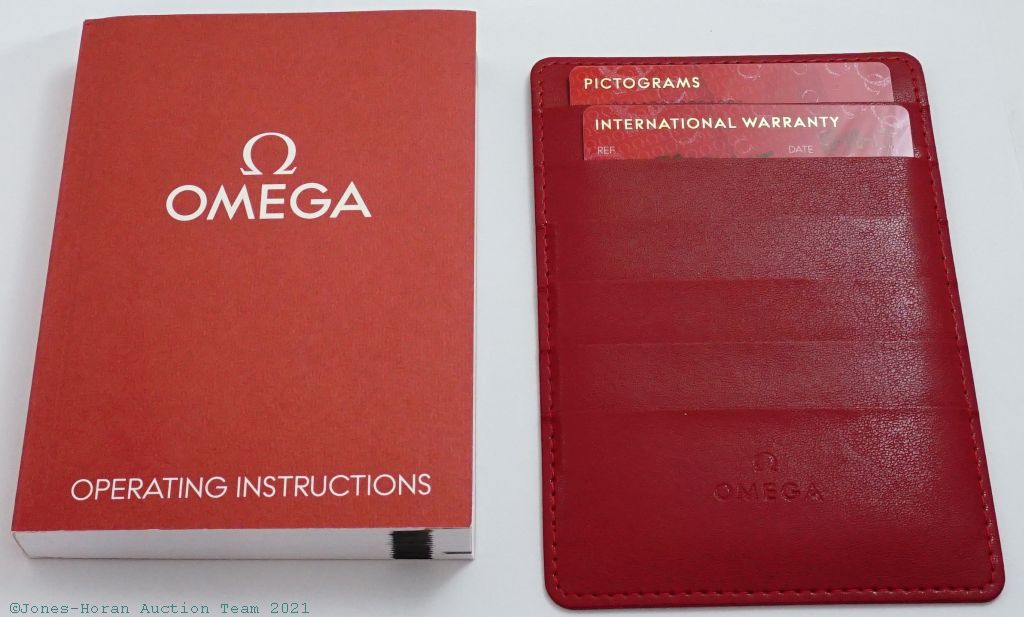 Ω
OMEGA
OPERATING INSTRUCTIONS
PICTOGRAMS
INTERNATIONAL WARRANTY
REF. DATE
Ω
OMEGA
©Jones-Horan Auction Team 2021